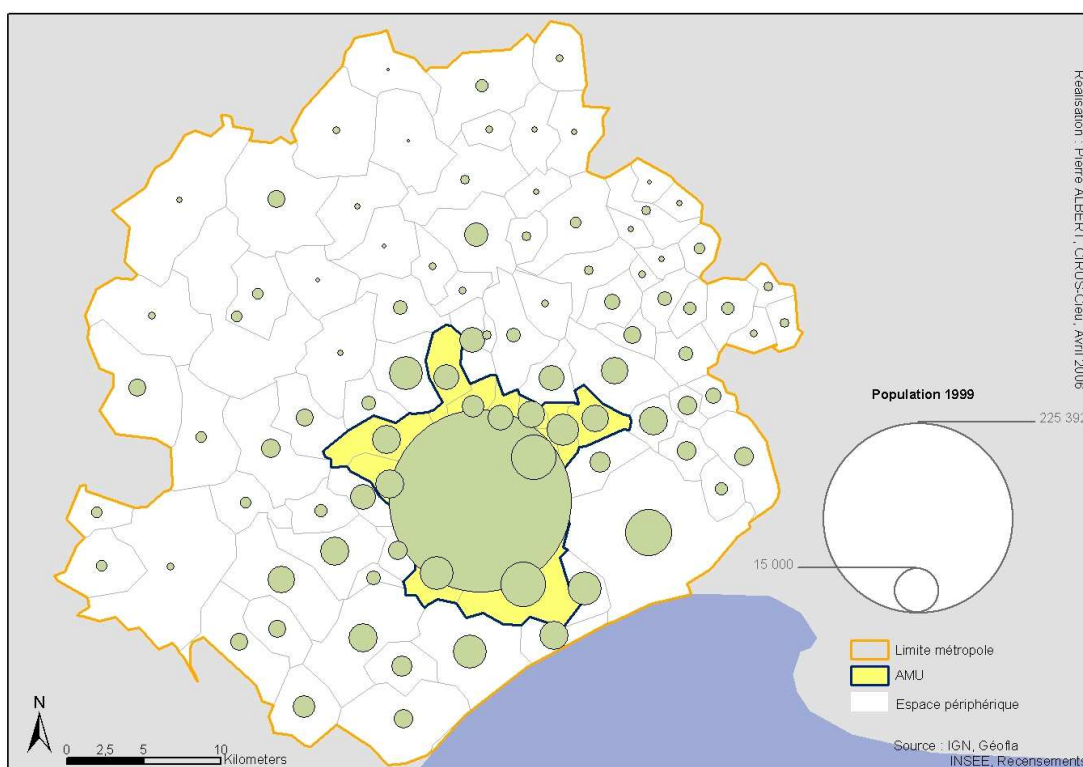 Réalisation : Pierre ALBERT, CIRUS-Cieu, Avril 2006
Population 1999
225 392
15 000
Limite métropole
AMU
Espace périphérique
N
0 2,5 5 10
Kilometers
Source : IGN, Géofla
INSEE, Recensements